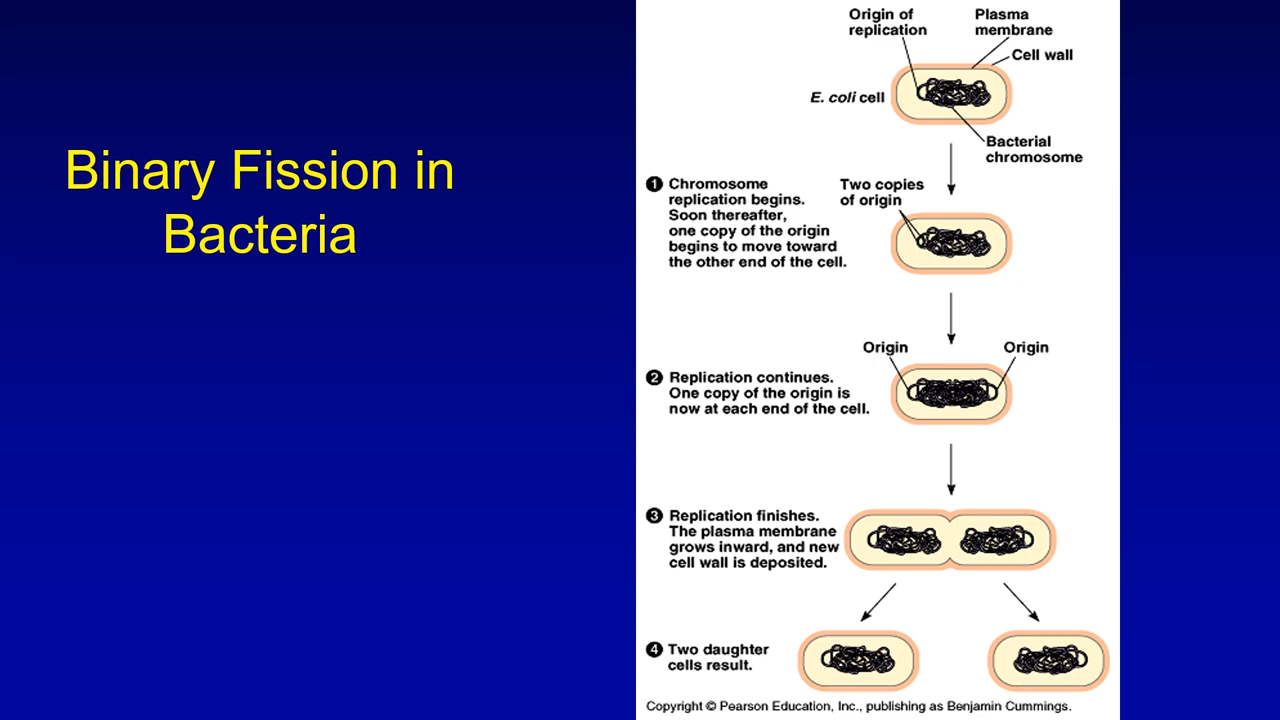 Binary Fission in
Bacteria
Origin of
replication
Plasma
membrane
Cell wall
E. coli cell
Bacterial
chromosome
1 Chromosome
replication begins.
Soon thereafter,
one copy of the origin
begins to move toward
the other end of the cell.
Two copies
of origin
Origin
Origin
2 Replication continues.
One copy of the origin is
now at each end of the cell.
3 Replication finishes.
The plasma membrane
grows inward, and new
cell wall is deposited.
4 Two daughter
cells result.
Copyright © Pearson Education, Inc., publishing as Benjamin Cummings.